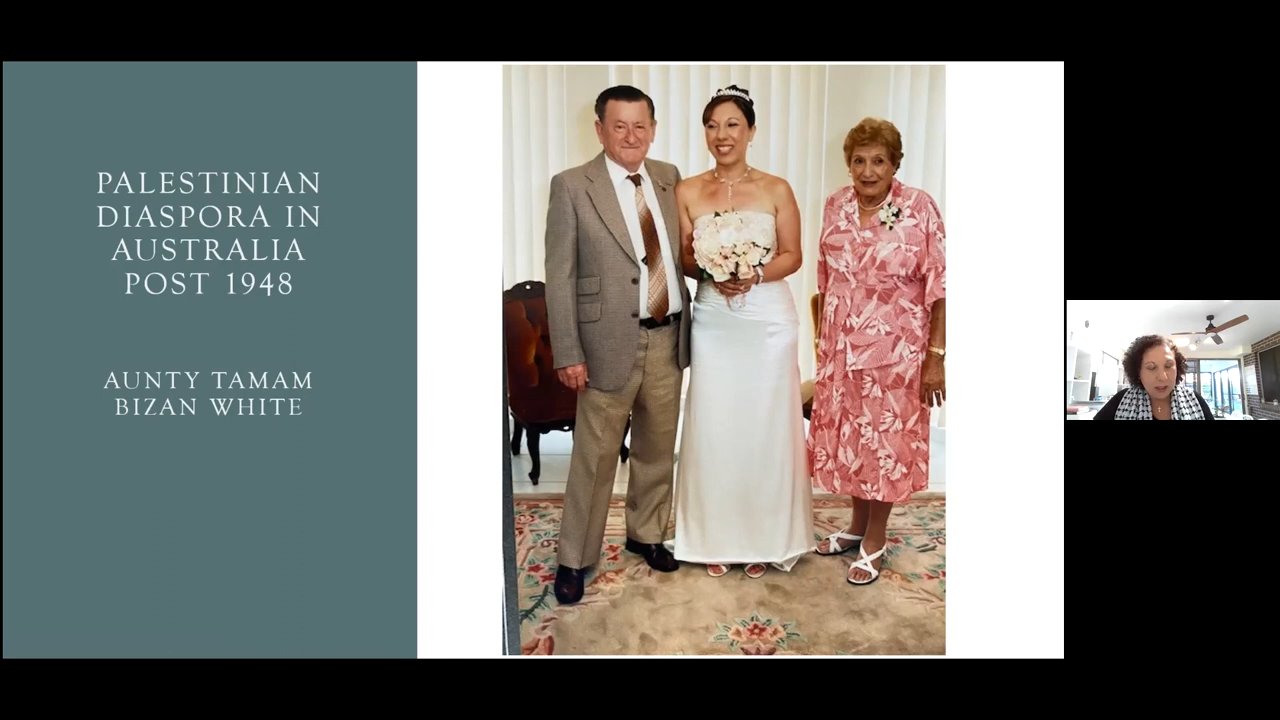 PALESTINIAN
DIASPORA IN
AUSTRALIA
POST 1948
AUNTY TAMAM
BIZAN WHITE